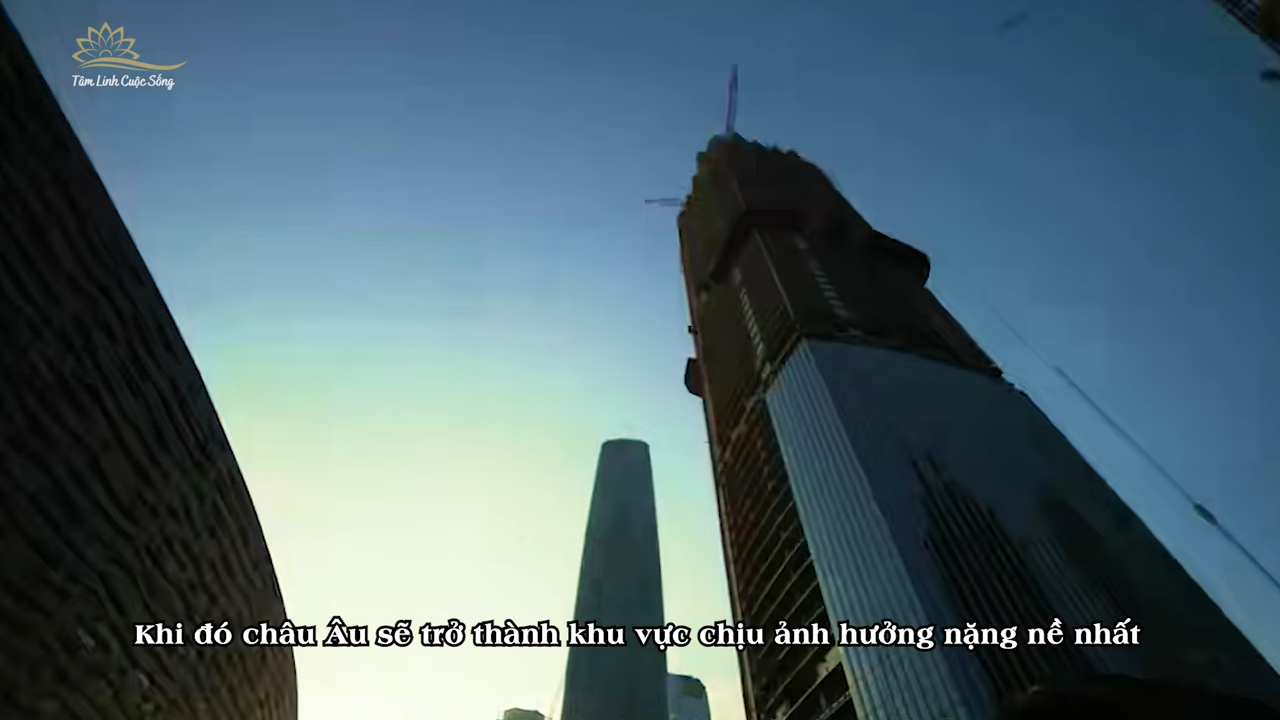 Tâm Linh Cuộc Sống
Khi đó châu Âu sẽ trở thành khu vực chịu ảnh hưởng nặng nề nhất